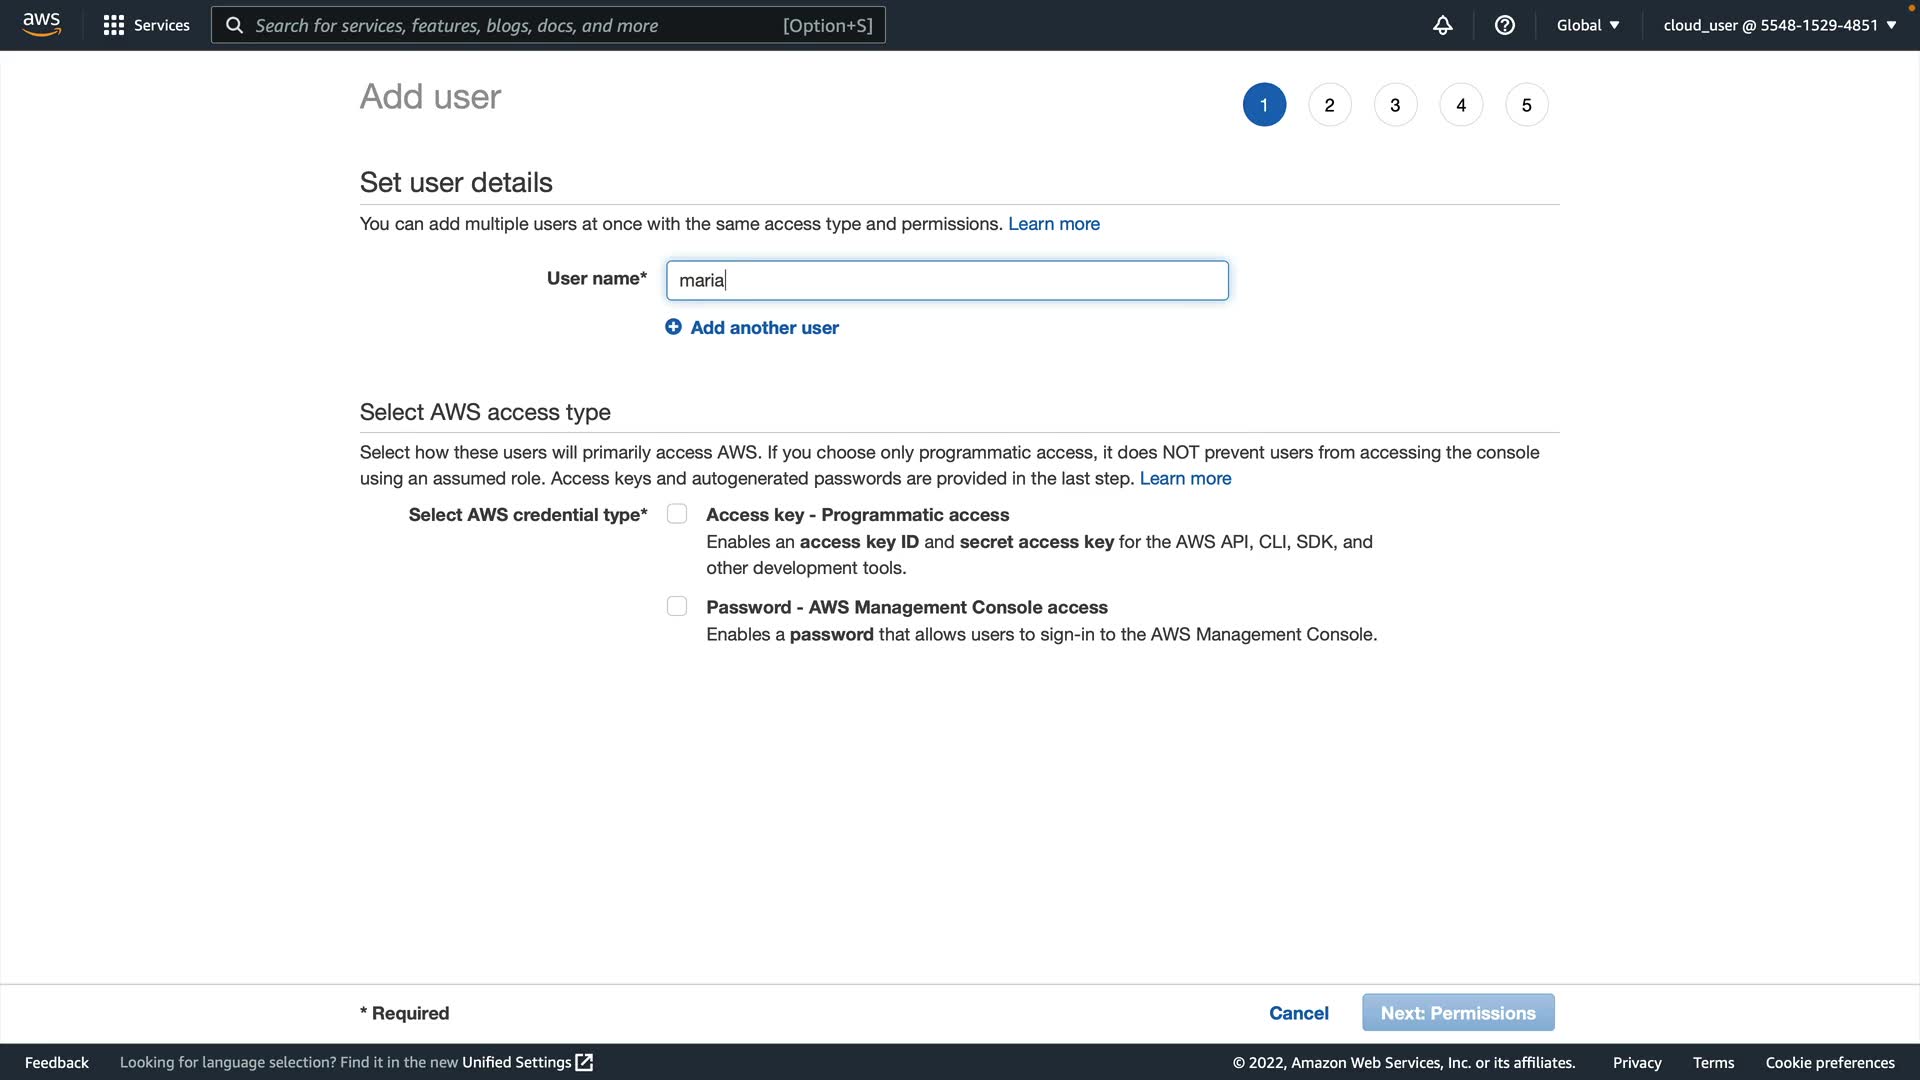 aws Services Search for services, features, blogs, docs, and more [Option+S] Global cloud_user @ 5548-1529-4851
Add user 1 2 3 4 5
Set user details
You can add multiple users at once with the same access type and permissions. Learn more
User name* maria
Add another user
Select AWS access type
Select how these users will primarily access AWS. If you choose only programmatic access, it does NOT prevent users from accessing the console
using an assumed role. Access keys and autogenerated passwords are provided in the last step. Learn more
Select AWS credential type* Access key - Programmatic access
Enables an access key ID and secret access key for the AWS API, CLI, SDK, and
other development tools.
Password - AWS Management Console access
Enables a password that allows users to sign-in to the AWS Management Console.
* Required Cancel Next: Permissions
Feedback Looking for language selection? Find it in the new Unified Settings © 2022, Amazon Web Services, Inc. or its affiliates. Privacy Terms Cookie preferences